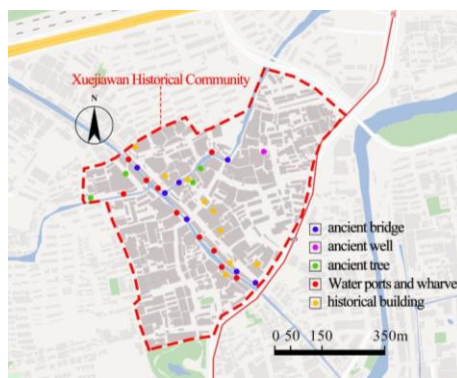 Xuejiawan Historical Community
N
ancient bridge
ancient well
ancient tree
Water ports and wharve
historical building
0 50 150 350m